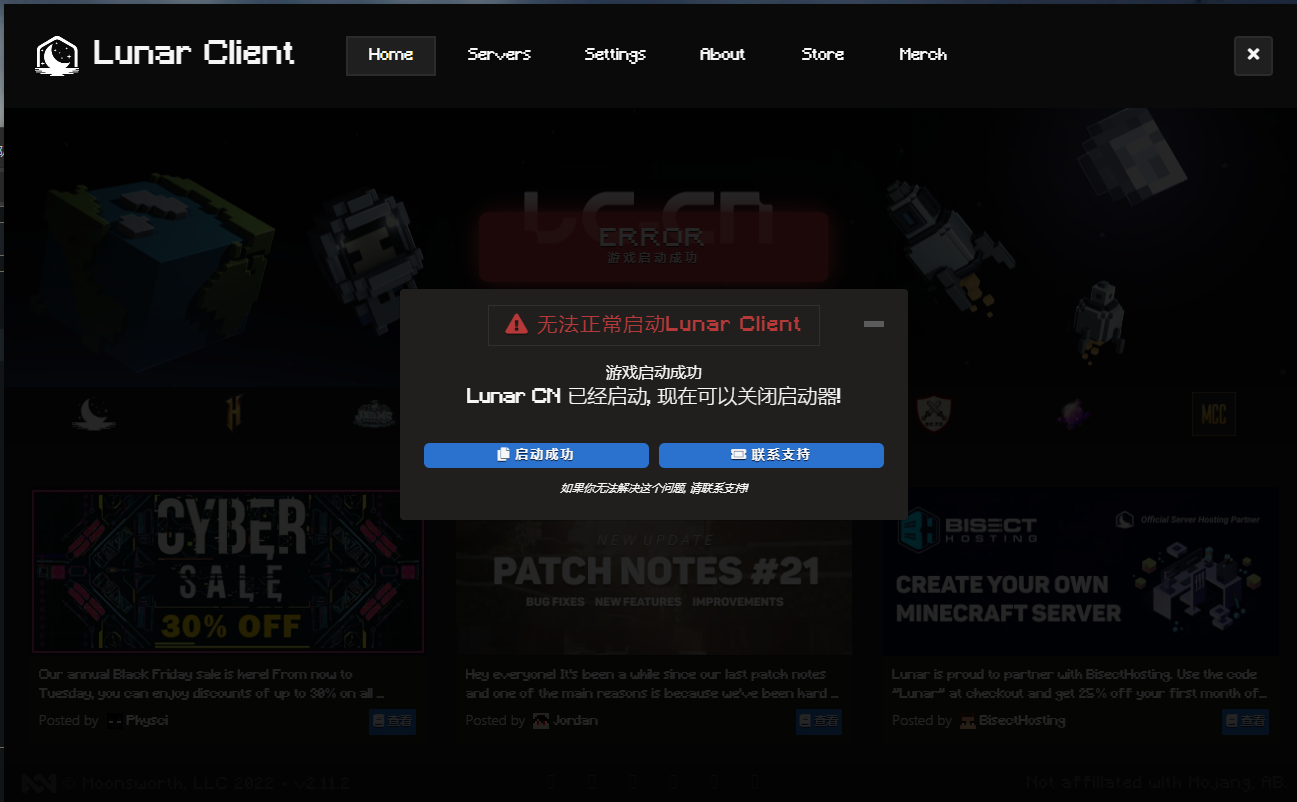 Lunar Client
Home
Servers
Settings
About
Store
Merch
LC.CN
ERROR
游戏启动成功
无法正常启动Lunar Client
游戏启动成功
Lunar CN 已经启动, 现在可以关闭启动器!
启动成功
联系支持
如果你无法解决这个问题, 请联系支持!
MCC
CYBER
SALE
30% OFF
NEW UPDATE
PATCH NOTES #21
BUG FIXES NEW FEATURES IMPROVEMENTS
BISECT
HOSTING
Official Server Hosting Partner
CREATE YOUR OWN
MINECRAFT SERVER
Our annual Black Friday sale is here! From now to
Tuesday, you can enjoy discounts of up to 30% on all ...
Posted by Physci
查看
Hey everyone! It's been a while since our last patch notes
and one of the main reasons is because we've been hard ...
Posted by Jordan
查看
Lunar is proud to partner with BisectHosting. Use the code
"Lunar" at checkout and get 25% off your first month of...
Posted by BisectHosting
查看
© Moonsworth, LLC 2022 • v2.11.2
Not affiliated with Mojang, AB.